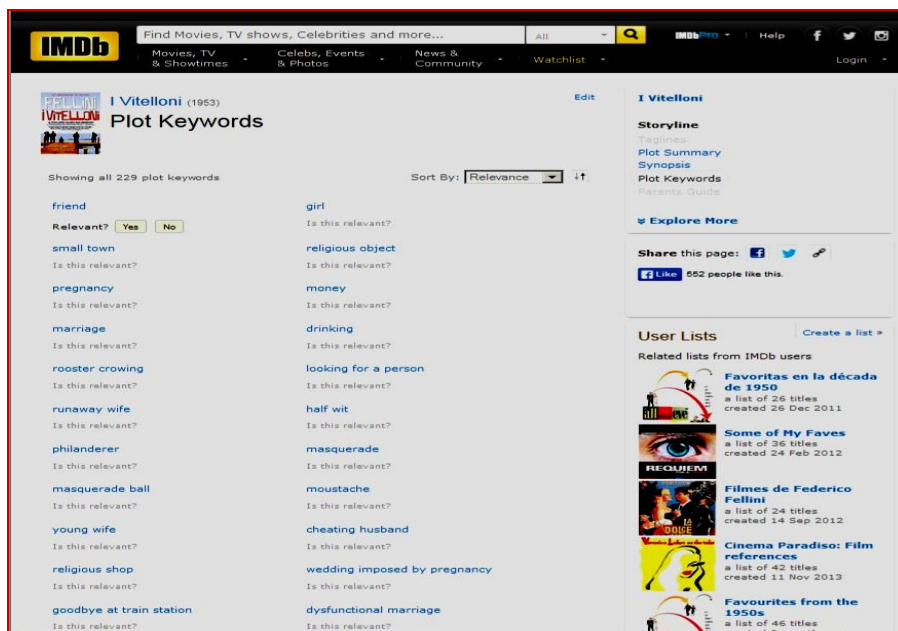 IMDb
Find Movies, TV shows, Celebrities and more...
All
IMDbPro
Help
Movies, TV
& Showtimes
Celebs, Events
& Photos
News &
Community
Watchlist
Login
FELLINI
I VITELLONI
I Vitelloni (1953)
Edit
Plot Keywords
Showing all 229 plot keywords
Sort By: Relevance
friend
girl
Relevant? Yes No
Is this relevant?
small town
religious object
Is this relevant?
Is this relevant?
pregnancy
money
Is this relevant?
Is this relevant?
marriage
drinking
Is this relevant?
Is this relevant?
rooster crowing
looking for a person
Is this relevant?
Is this relevant?
runaway wife
half wit
Is this relevant?
Is this relevant?
philanderer
masquerade
Is this relevant?
Is this relevant?
masquerade ball
moustache
Is this relevant?
Is this relevant?
young wife
cheating husband
Is this relevant?
Is this relevant?
religious shop
wedding imposed by pregnancy
Is this relevant?
Is this relevant?
goodbye at train station
dysfunctional marriage
Is this relevant?
Is this relevant?
I Vitelloni
Storyline
Taglines
Plot Summary
Synopsis
Plot Keywords
Parents Guide
Explore More
Share this page:
Like 552 people like this.
User Lists
Create a list »
Related lists from IMDb users
all eve
Favoritas en la década
de 1950
a list of 26 titles
created 26 Dec 2011
REQUIEM
Some of My Faves
a list of 36 titles
created 24 Feb 2012
LA
DOLCE
Filmes de Federico
Fellini
a list of 24 titles
created 14 Sep 2012
Cinema Paradiso: Film
references
a list of 42 titles
created 11 Nov 2013
Favourites from the
1950s
a list of 46 titles